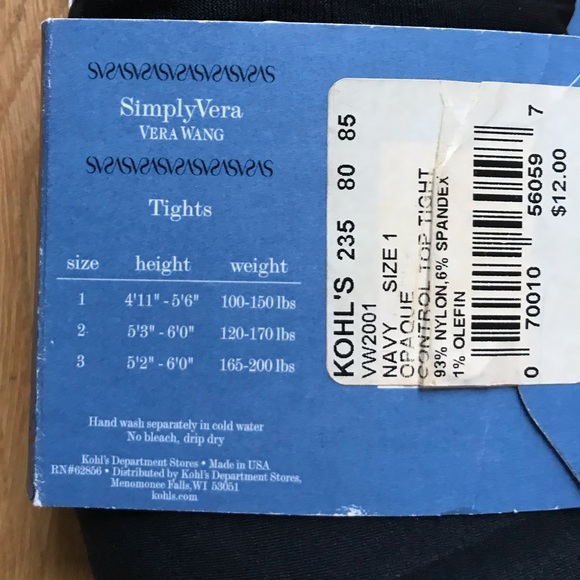 SimplyVera
VERA WANG
Tights
size height weight
1 4'11" - 5'6" 100-150 lbs
2 5'3" - 6'0" 120-170 lbs
3 5'2" - 6'0" 165-200 lbs
Hand wash separately in cold water
No bleach, drip dry
Kohl's Department Stores • Made in USA
RN#62856 • Distributed by Kohl's Department Stores,
Menomonee Falls, WI 53051
kohls.com
KOHL'S 235 80 85
VW2001
NAVY SIZE 1
OPAQUE
CONTROL TOP TIGHT
93% NYLON,6% SPANDEX
1% OLEFIN
0 70010 56059 7
$12.00